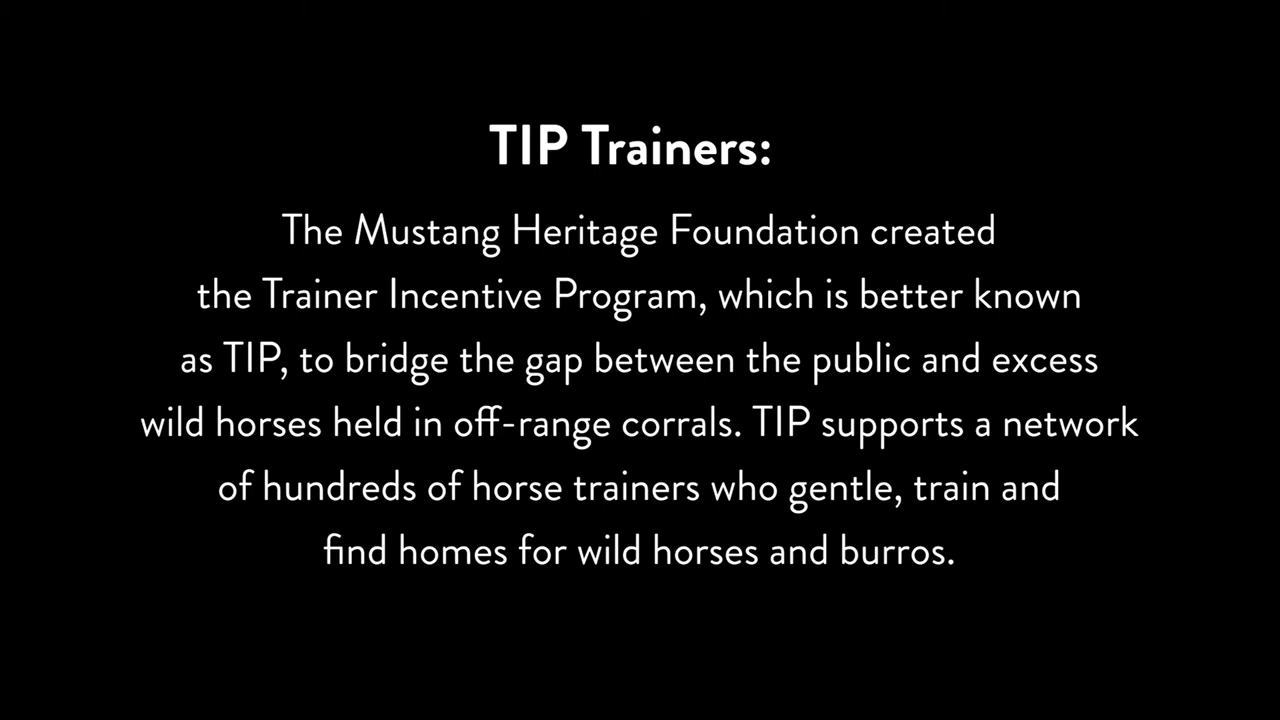 TIP Trainers:
The Mustang Heritage Foundation created
the Trainer Incentive Program, which is better known
as TIP, to bridge the gap between the public and excess
wild horses held in off-range corrals. TIP supports a network
of hundreds of horse trainers who gentle, train and
find homes for wild horses and burros.